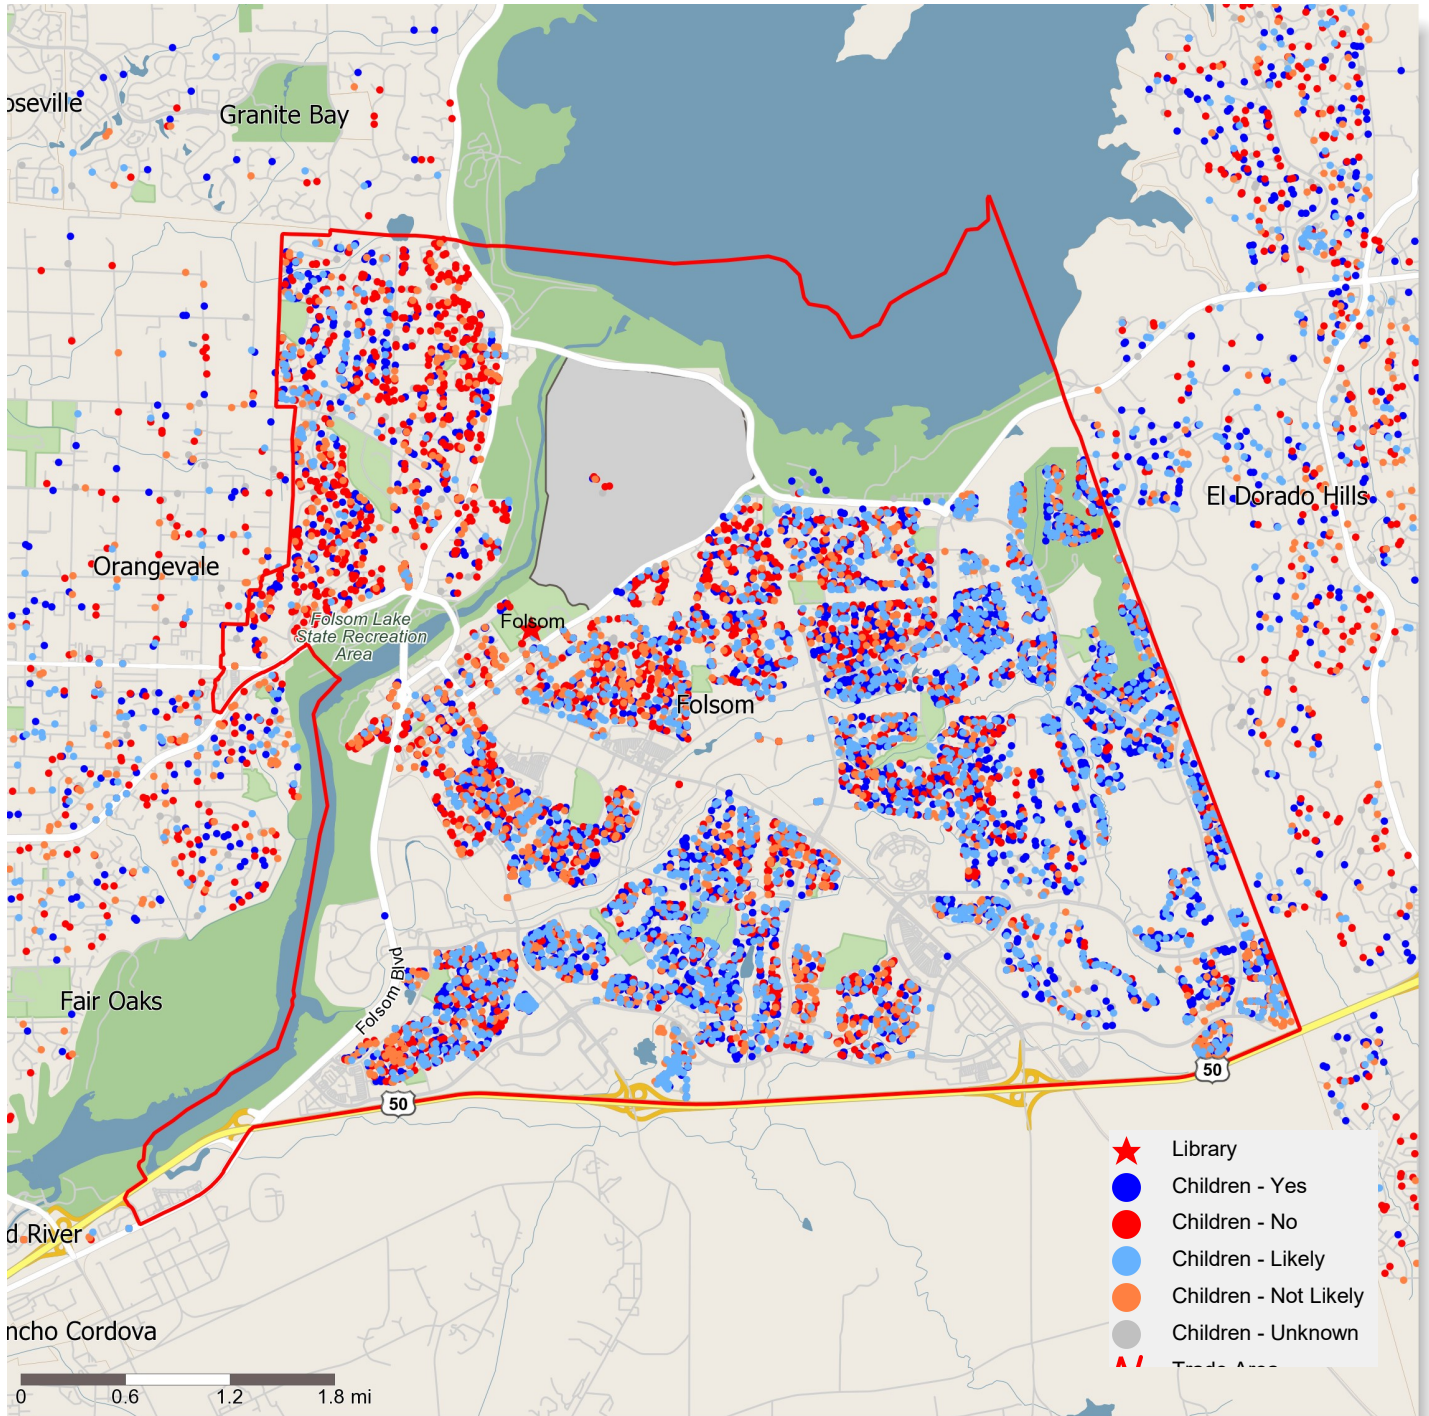 oseville
Granite Bay
El Dorado Hills
Orangevale
Folsom Lake
State Recreation
Area
Folsom
Folsom
Folsom Blvd
Fair Oaks
50
50
d River
ncho Cordova
Library
Children - Yes
Children - No
Children - Likely
Children - Not Likely
Children - Unknown
Trade Area
0 0.6 1.2 1.8 mi